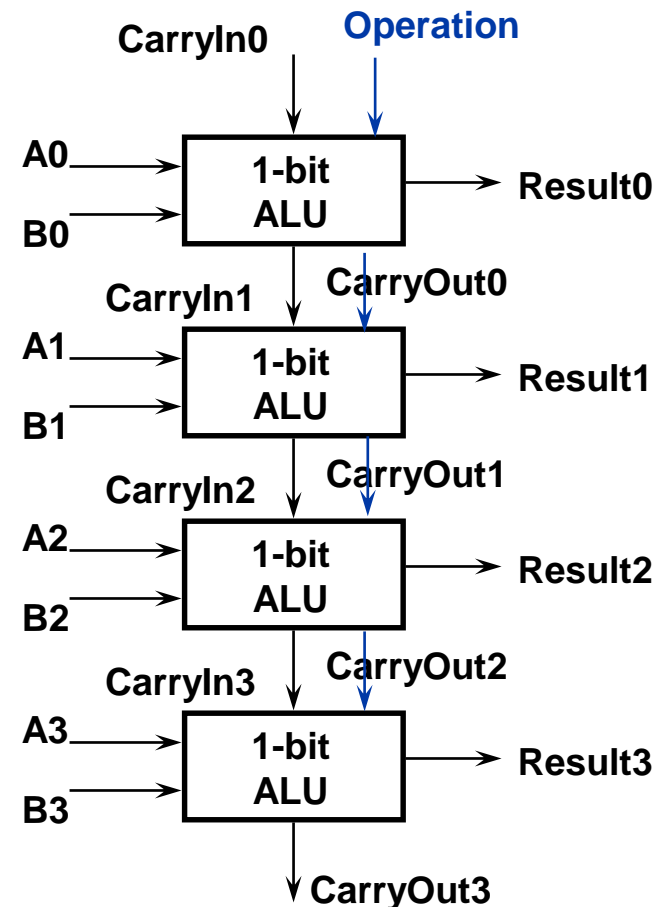 CarryIn0
Operation
A0
B0
1-bit
ALU
Result0
CarryIn1
CarryOut0
A1
B1
1-bit
ALU
Result1
CarryIn2
CarryOut1
A2
B2
1-bit
ALU
Result2
CarryIn3
CarryOut2
A3
B3
1-bit
ALU
Result3
CarryOut3